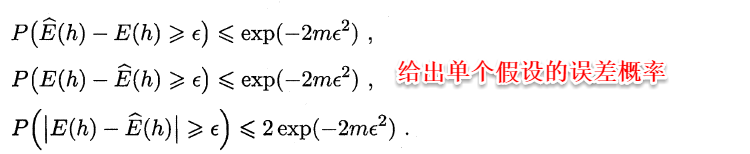 P(Ê(h) − E(h) ⩾ ϵ) ⩽ exp(−2mϵ²) ,
P(E(h) − Ê(h) ⩾ ϵ) ⩽ exp(−2mϵ²) , 给出单个假设的误差概率
P(|E(h) − Ê(h)| ⩾ ϵ) ⩽ 2 exp(−2mϵ²) .